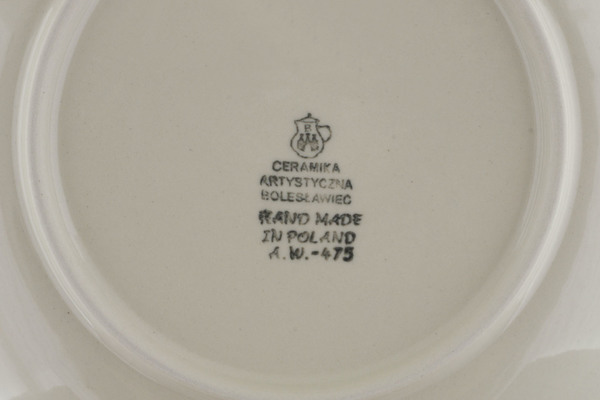 B
CERAMIKA
ARTYSTYCZNA
BOLESŁAWIEC
HAND MADE
IN POLAND
A.W.-475